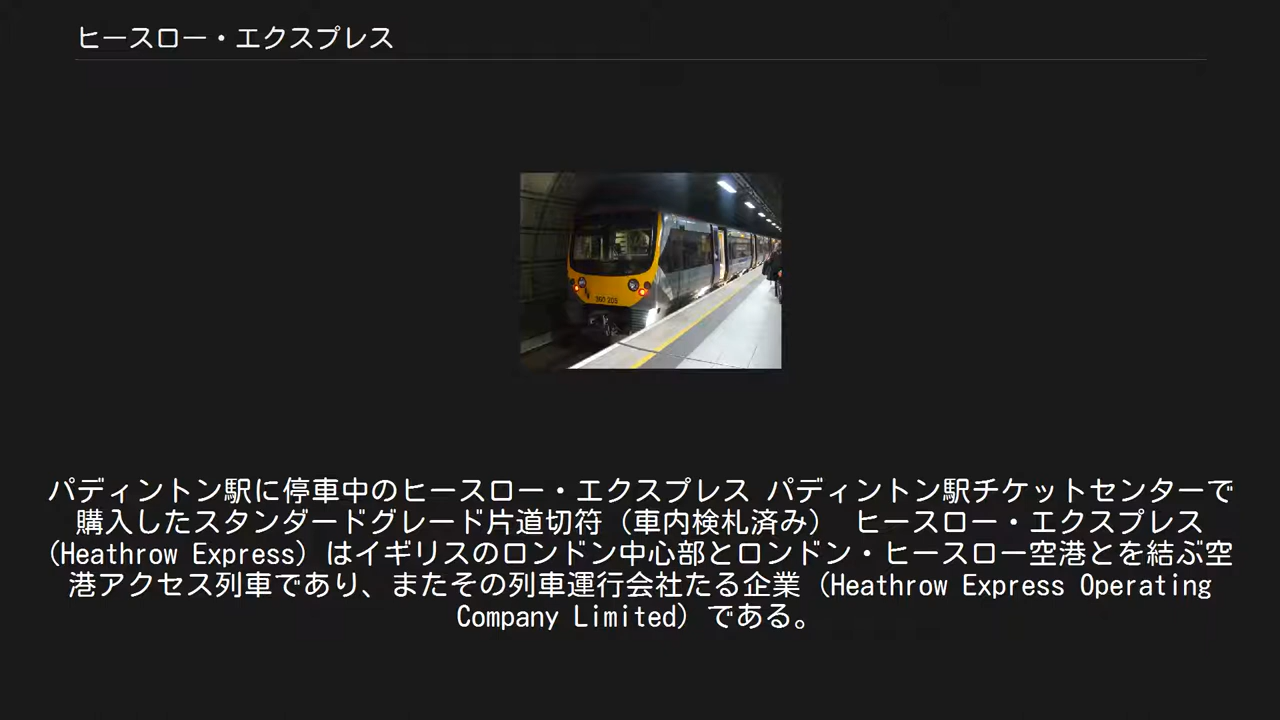 ヒースロー・エクスプレス
360 205
パディントン駅に停車中のヒースロー・エクスプレス パディントン駅チケットセンターで
購入したスタンダードグレード片道切符（車内検札済み） ヒースロー・エクスプレス
（Heathrow Express）はイギリスのロンドン中心部とロンドン・ヒースロー空港とを結ぶ空
港アクセス列車であり、またその列車運行会社たる企業（Heathrow Express Operating
Company Limited）である。